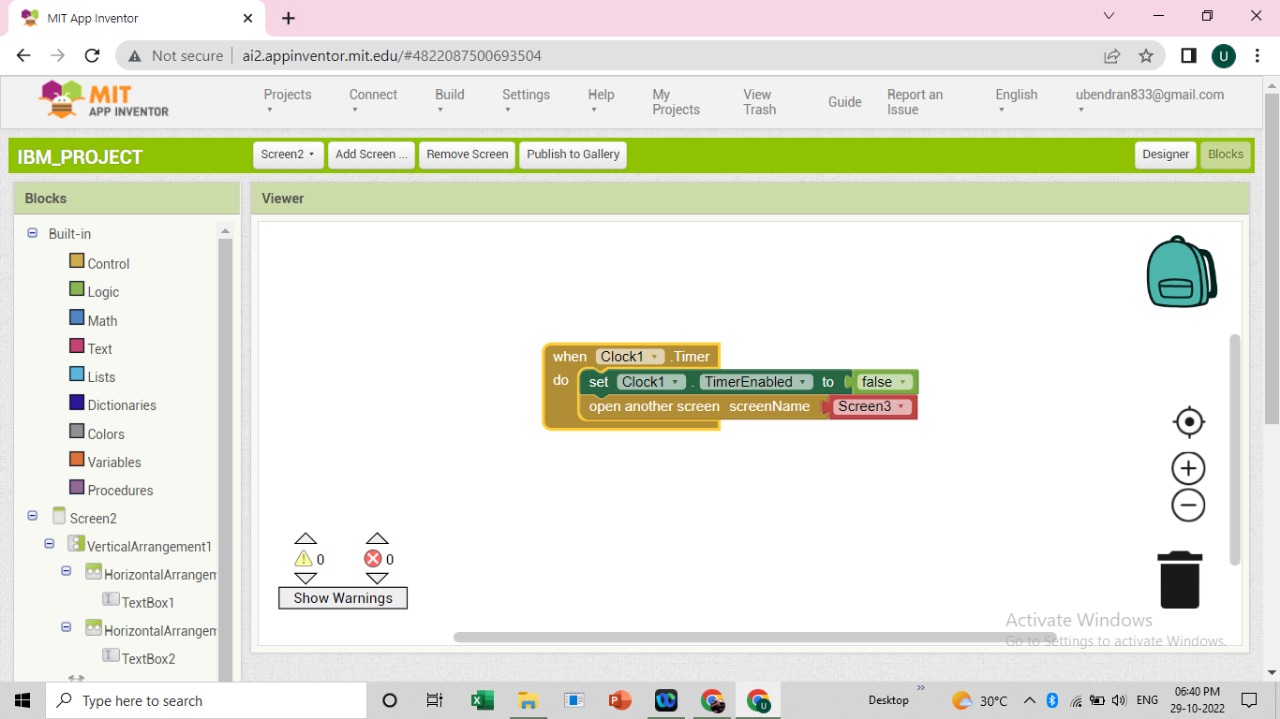 MIT App Inventor
Not secure
ai2.appinventor.mit.edu/#4822087500693504
U
MIT
APP INVENTOR
Projects
Connect
Build
Settings
Help
My
Projects
View
Trash
Guide
Report an
Issue
English
ubendran833@gmail.com
IBM_PROJECT
Screen2
Add Screen ...
Remove Screen
Publish to Gallery
Designer
Blocks
Blocks
Viewer
Built-in
Control
Logic
Math
Text
Lists
Dictionaries
Colors
Variables
Procedures
Screen2
VerticalArrangement1
HorizontalArrangem
TextBox1
HorizontalArrangem
TextBox2
when Clock1 .Timer
do set Clock1 . TimerEnabled to false
open another screen screenName Screen3
0 0
Show Warnings
Activate Windows
Go to Settings to activate Windows.
Type here to search
Desktop
30°C
ENG
06:40 PM
29-10-2022